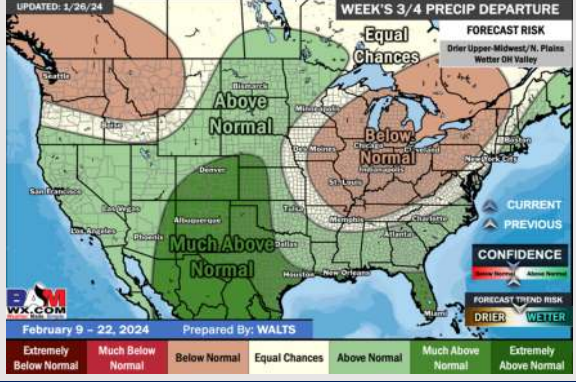 UPDATED: 1/26/24
WEEK'S 3/4 PRECIP DEPARTURE
FORECAST RISK
Drier Upper-Midwest/N. Plains
Wetter OH Valley
Equal
Chances
Seattle
Bismarck
Above
Normal
Minneapolis
Boise
Below
Normal
Boston
Des Moines
Chicago
Cleveland
New York City
Indianapolis
Denver
St. Louis
San Francisco
Las Vegas
Tulsa
Memphis
Charlotte
CURRENT
PREVIOUS
Los Angeles
Albuquerque
Phoenix
Atlanta
Much Above
Normal
Dallas
CONFIDENCE
Below Normal
Above Normal
Houston
New Orleans
FORECAST TREND RISK
DRIER
WETTER
Miami
BAM
WX.COM
February 9 – 22, 2024
Prepared By: WALTS
Extremely
Below Normal
Much Below
Normal
Below Normal
Equal Chances
Above Normal
Much Above
Normal
Extremely
Above Normal